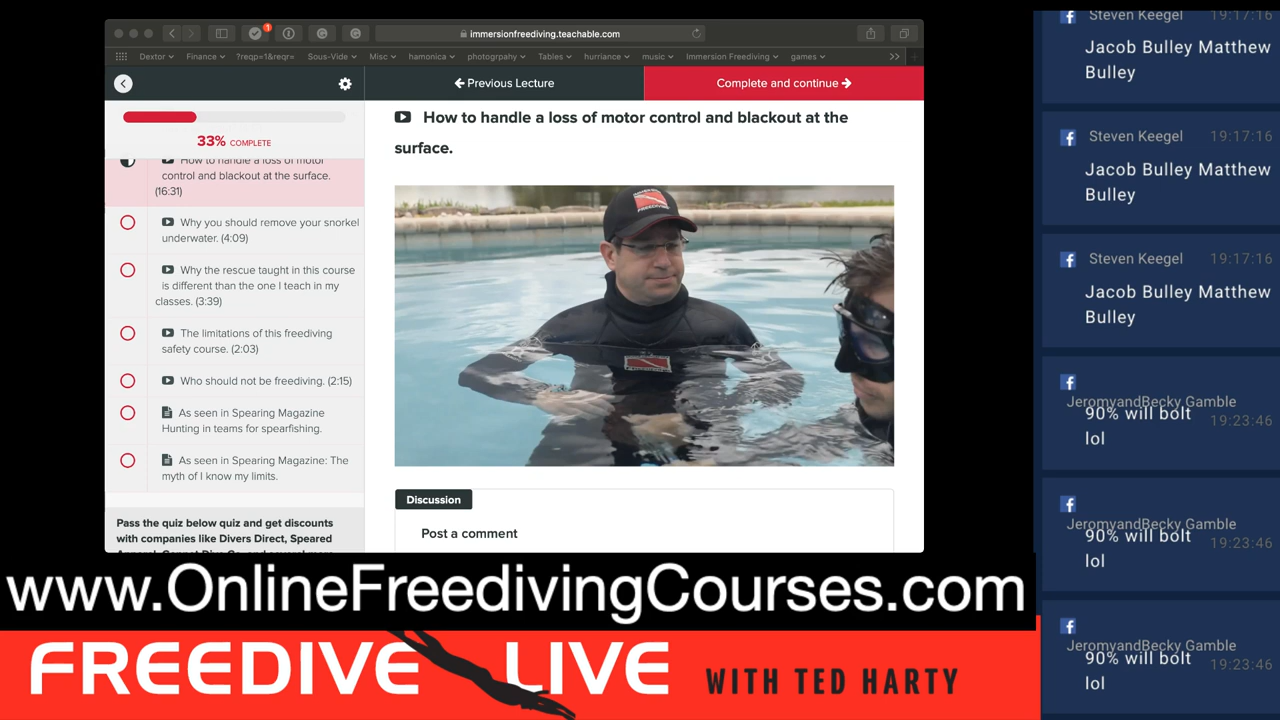 immersionfreediving.teachable.com
1
Dextor
Finance
?reqp=1&reqr=
Sous-Vide
Misc
hamonica
photogrpahy
Tables
hurriance
music
Immersion Freediving
games
Previous Lecture
Complete and continue
33% COMPLETE
How to handle a loss of motor
control and blackout at the surface.
(16:31)
Why you should remove your snorkel
underwater. (4:09)
Why the rescue taught in this course
is different than the one I teach in my
classes. (3:39)
The limitations of this freediving
safety course. (2:03)
Who should not be freediving. (2:15)
As seen in Spearing Magazine
Hunting in teams for spearfishing.
As seen in Spearing Magazine: The
myth of I know my limits.
Pass the quiz below quiz and get discounts
with companies like Divers Direct, Speared
How to handle a loss of motor control and blackout at the
surface.
FREEDIVING
Discussion
Post a comment
www.OnlineFreedivingCourses.com
FREEDIVE LIVE WITH TED HARTY
Steven Keegel 19:17:16
Jacob Bulley Matthew
Bulley
Steven Keegel 19:17:16
Jacob Bulley Matthew
Bulley
Steven Keegel 19:17:16
Jacob Bulley Matthew
Bulley
JeromyandBecky Gamble
90% will bolt 19:23:46
lol
JeromyandBecky Gamble
90% will bolt 19:23:46
lol
JeromyandBecky Gamble
90% will bolt 19:23:46
lol